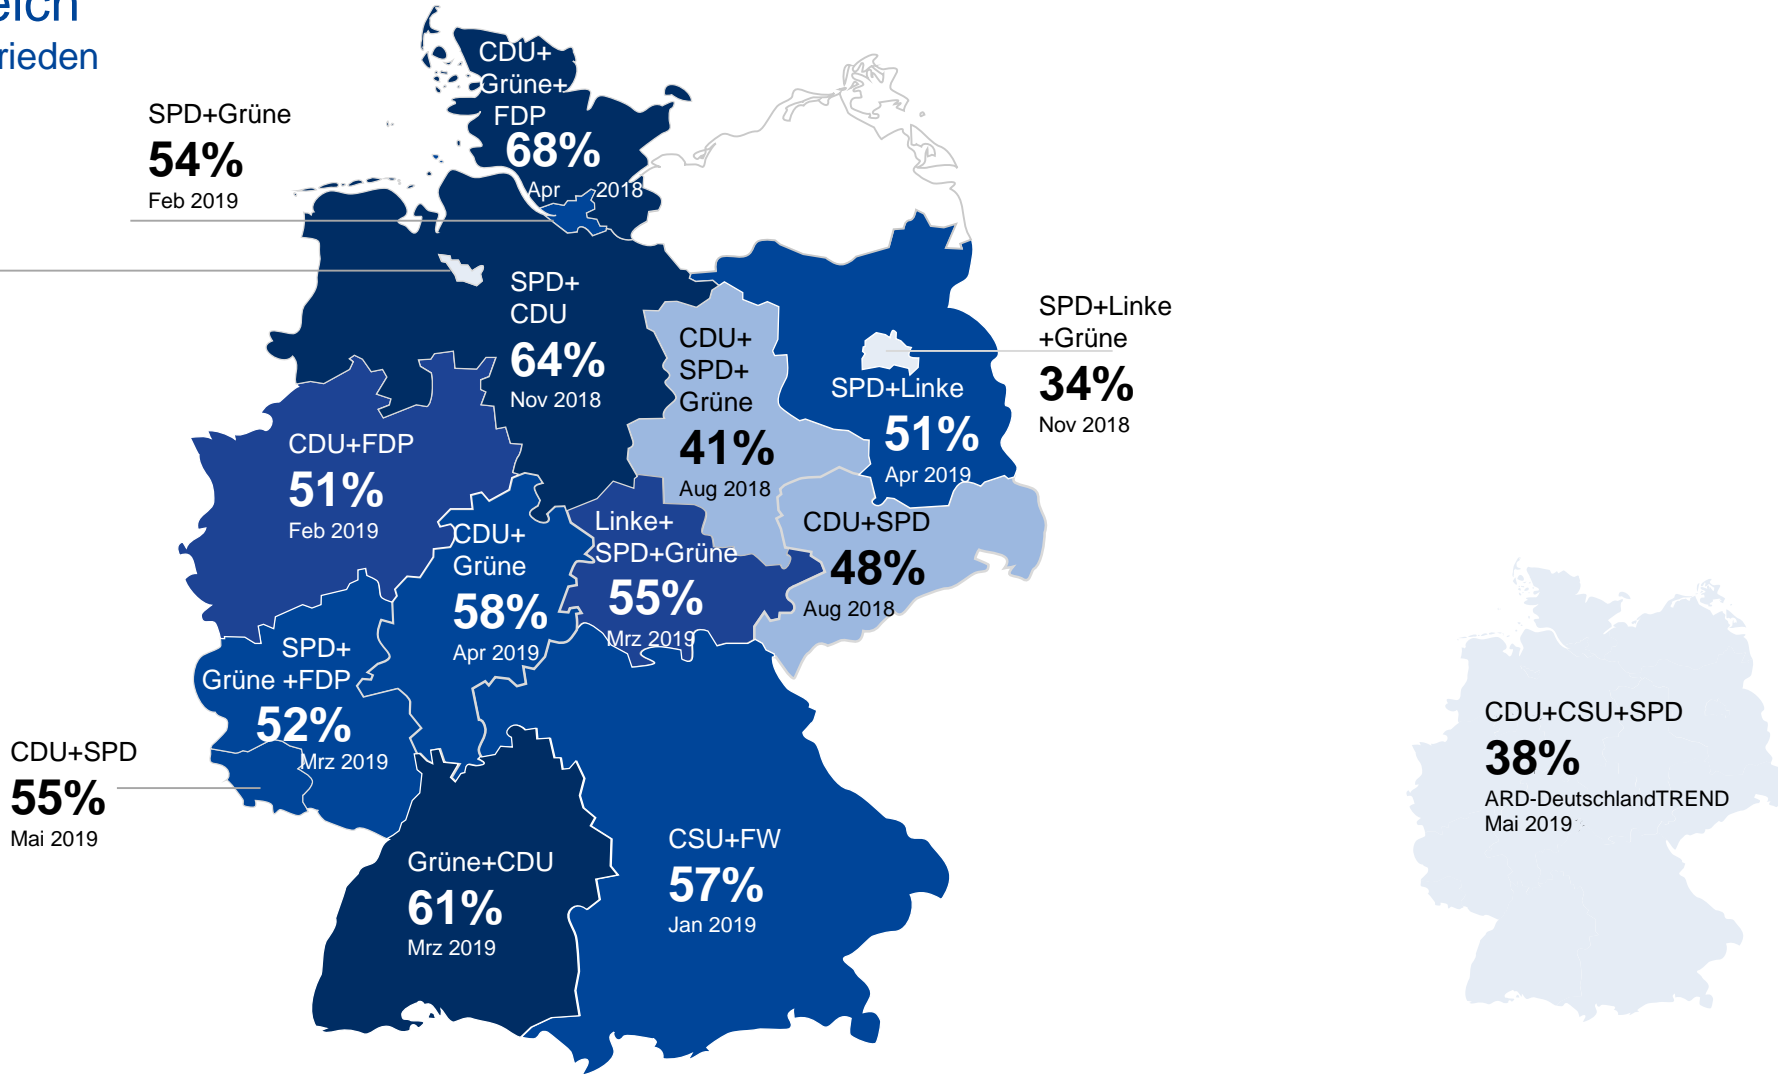 eich
rieden
CDU+
Grüne+
FDP
68%
Apr 2018
SPD+Grüne
54%
Feb 2019
SPD+
CDU
64%
Nov 2018
CDU+
SPD+
Grüne
41%
Aug 2018
SPD+Linke
+Grüne
34%
Nov 2018
SPD+Linke
51%
Apr 2019
CDU+FDP
51%
Feb 2019
CDU+
Grüne
58%
Apr 2019
Linke+
SPD+Grüne
55%
Mrz 2019
CDU+SPD
48%
Aug 2018
SPD+
Grüne +FDP
52%
Mrz 2019
CDU+SPD
55%
Mai 2019
Grüne+CDU
61%
Mrz 2019
CSU+FW
57%
Jan 2019
CDU+CSU+SPD
38%
ARD-DeutschlandTREND
Mai 2019